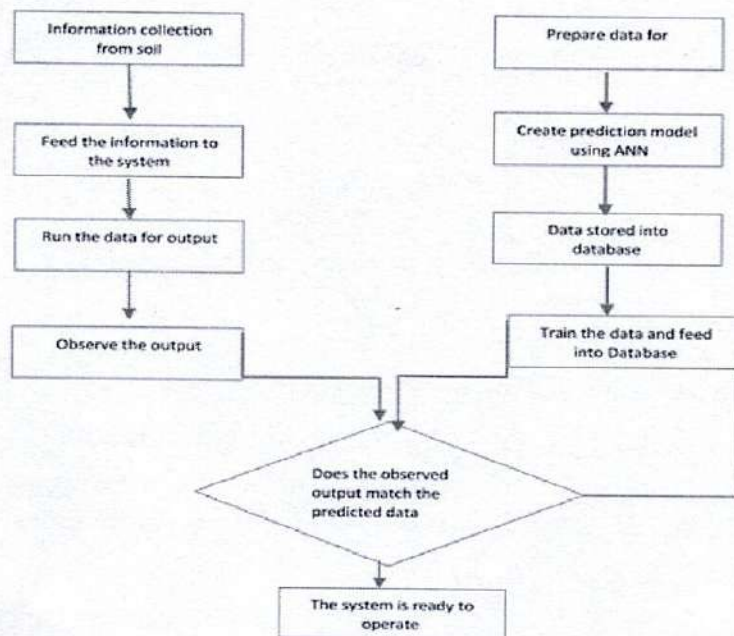 Information collection
from soil
Feed the information to
the system
Run the data for output
Observe the output
Prepare data for
Create prediction model
using ANN
Data stored into
database
Train the data and feed
into Database
Does the observed
output match the
predicted data
The system is ready to
operate